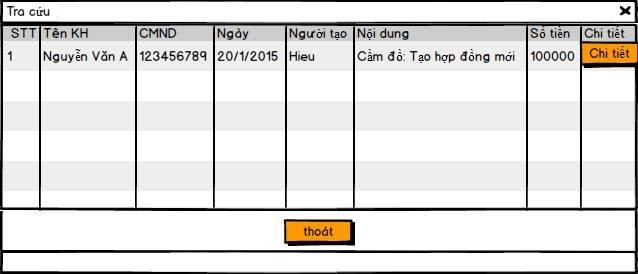 Tra cứu
STT Tên KH CMND Ngày Người tạo Nội dung Số tiền Chi tiết
1 Nguyễn Văn A 123456789 20/1/2015 Hieu Cầm đồ: Tạo hợp đồng mới 100000 Chi tiết
thoát